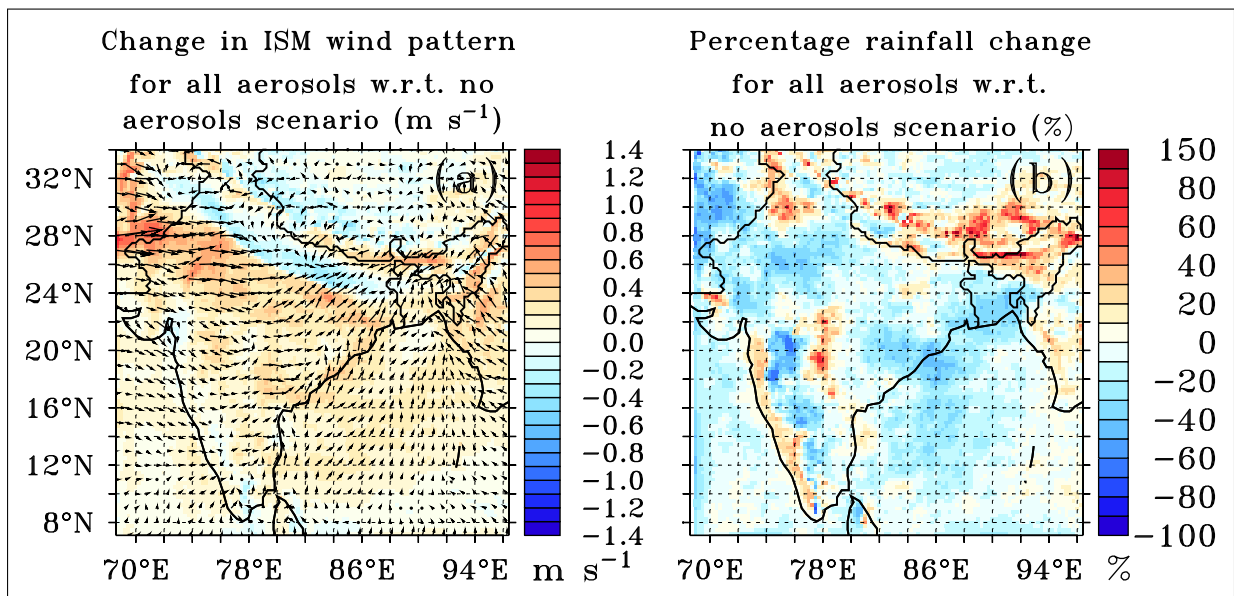 Change in ISM wind pattern
for all aerosols w.r.t. no
aerosols scenario (m s⁻¹)
(a)
32°N
28°N
24°N
20°N
16°N
12°N
8°N
70°E 78°E 86°E 94°E
1.4
1.2
1.0
0.8
0.6
0.4
0.2
0.0
−0.2
−0.4
−0.6
−0.8
−1.0
−1.2
−1.4
m s⁻¹
Percentage rainfall change
for all aerosols w.r.t.
no aerosols scenario (%)
(b)
70°E 78°E 86°E 94°E
150
80
60
40
20
0
−20
−40
−60
−80
−100
%